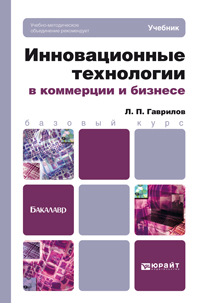 Учебно-методическое
объединение рекомендует
Учебник
Инновационные
технологии
в коммерции и бизнесе
Л. П. Гаврилов
базовый курс
Бакалавр
юрайт